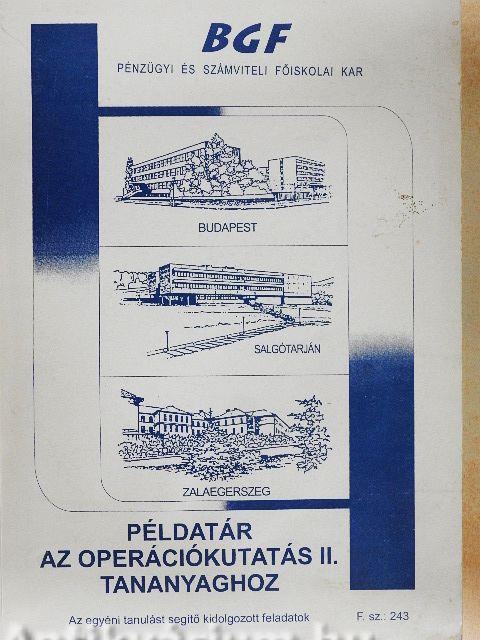 BGF
PÉNZÜGYI ÉS SZÁMVITELI FŐISKOLAI KAR
BUDAPEST
SALGÓTARJÁN
ZALAEGERSZEG
PÉLDATÁR
AZ OPERÁCIÓKUTATÁS II.
TANANYAGHOZ
Az egyéni tanulást segítő kidolgozott feladatok
F. sz.: 243